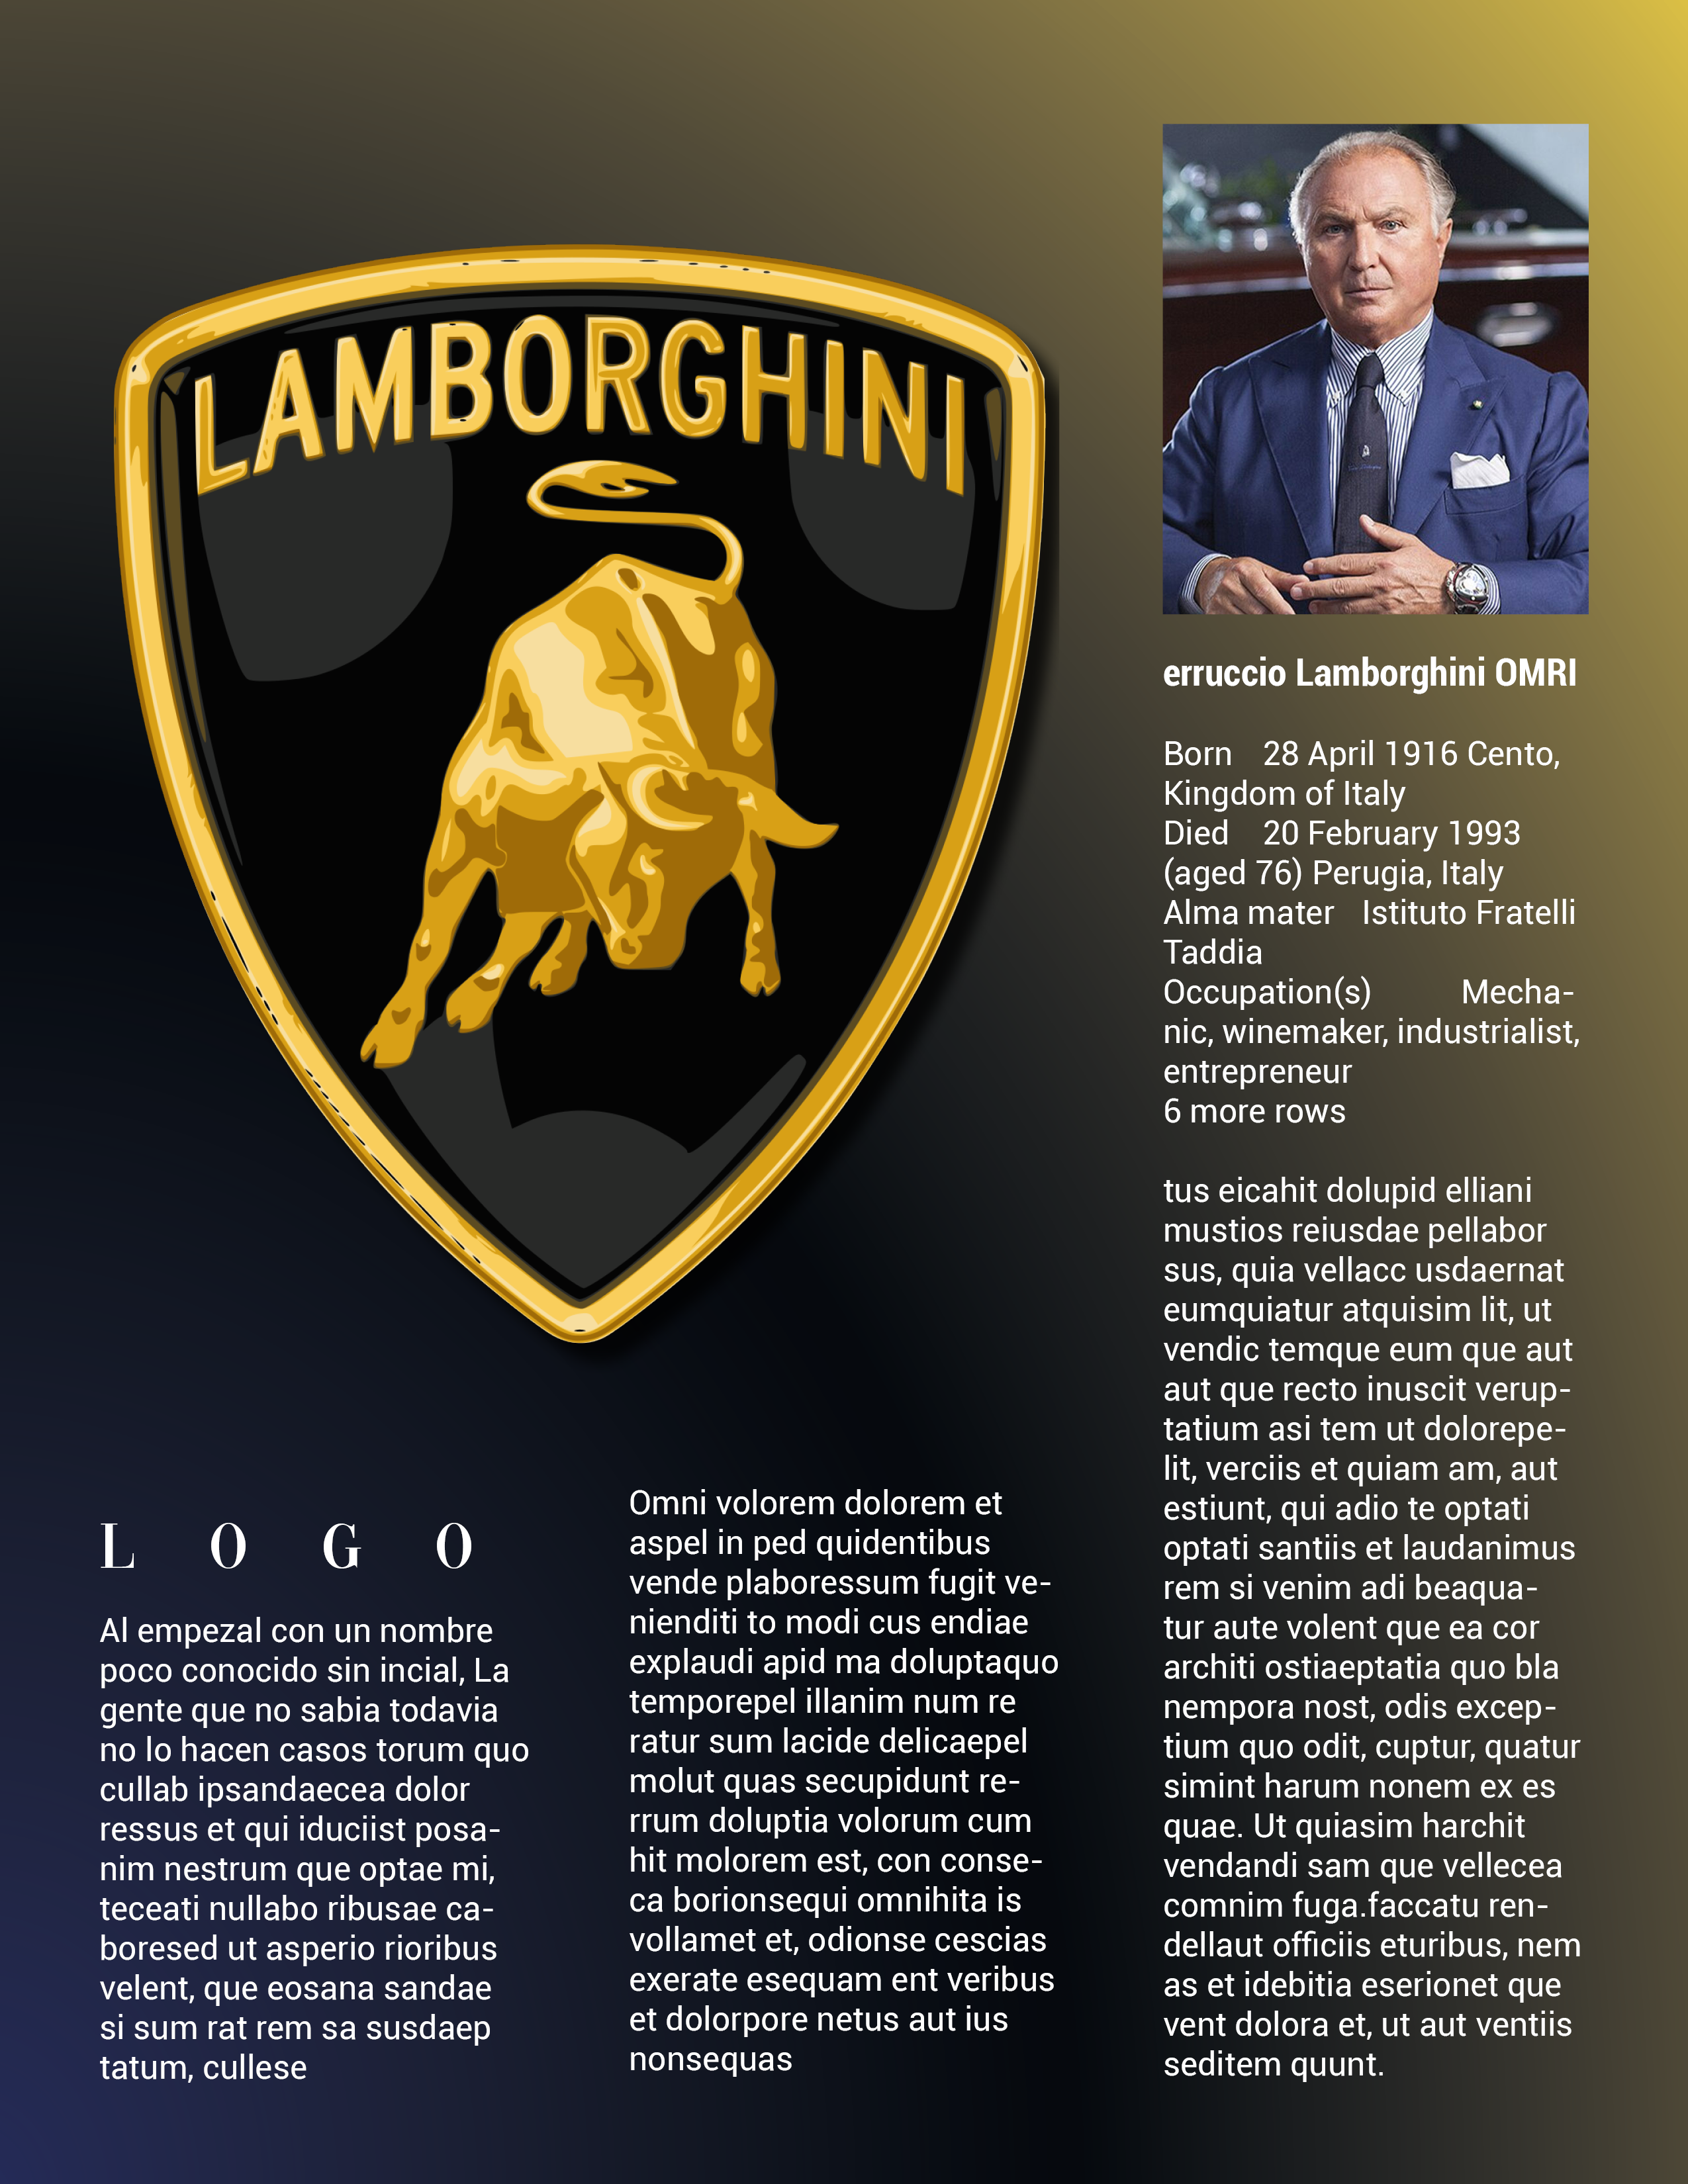 LAMBORGHINI
L O G O
Al empezal con un nombre
poco conocido sin incial, La
gente que no sabia todavia
no lo hacen casos torum quo
cullab ipsandaecea dolor
ressus et qui iduciist posa-
nim nestrum que optae mi,
teceati nullabo ribusae ca-
boresed ut asperio rioribus
velent, que eosana sandae
si sum rat rem sa susdaep
tatum, cullese
Omni volorem dolorem et
aspel in ped quidentibus
vende plaboressum fugit ve-
nienditi to modi cus endiae
explaudi apid ma doluptaquo
temporepel illanim num re
ratur sum lacide delicaepel
molut quas secupidunt re-
rrum doluptia volorum cum
hit molorem est, con conse-
ca borionsequi omnihita is
vollamet et, odionse cescias
exerate esequam ent veribus
et dolorpore netus aut ius
nonsequas
erruccio Lamborghini OMRI
Born 28 April 1916 Cento,
Kingdom of Italy
Died 20 February 1993
(aged 76) Perugia, Italy
Alma mater Istituto Fratelli
Taddia
Occupation(s) Mecha-
nic, winemaker, industrialist,
entrepreneur
6 more rows
tus eicahit dolupid elliani
mustios reiusdae pellabor
sus, quia vellacc usdaernat
eumquiatur atquisim lit, ut
vendic temque eum que aut
aut que recto inuscit verup-
tatium asi tem ut dolorepe-
lit, verciis et quiam am, aut
estiunt, qui adio te optati
optati santiis et laudanimus
rem si venim adi beaqua-
tur aute volent que ea cor
architi ostiaeptatia quo bla
nempora nost, odis excep-
tium quo odit, cuptur, quatur
simint harum nonem ex es
quae. Ut quiasim harchit
vendandi sam que vellecea
comnim fuga.faccatu ren-
dellaut officiis eturibus, nem
as et idebitia eserionet que
vent dolora et, ut aut ventiis
seditem quunt.